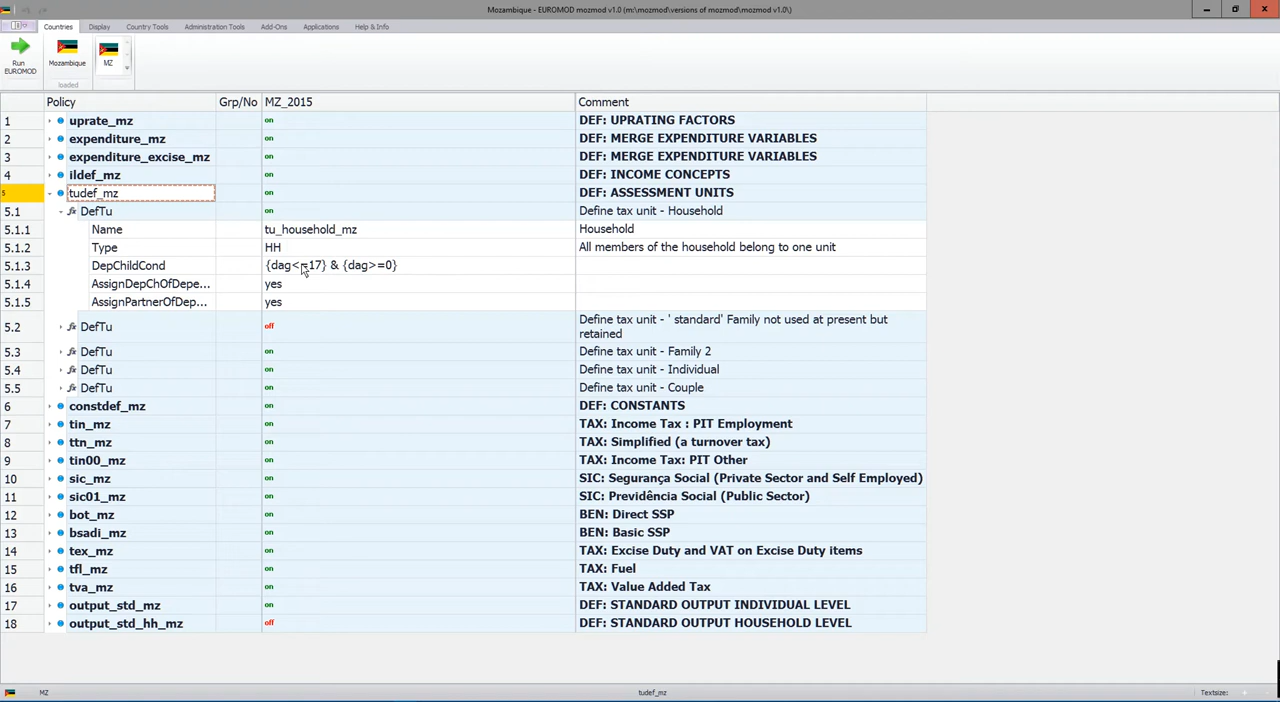 Mozambique - EUROMOD mozmod v1.0 (m:\mozmod\versions of mozmod\mozmod v1.0\)
Countries Display Country Tools Administration Tools Add-Ons Applications Help & Info
Run EUROMOD
Mozambique
MZ
loaded
Policy Grp/No MZ_2015 Comment
1 uprate_mz on DEF: UPRATING FACTORS
2 expenditure_mz on DEF: MERGE EXPENDITURE VARIABLES
3 expenditure_excise_mz on DEF: MERGE EXPENDITURE VARIABLES
4 ildef_mz on DEF: INCOME CONCEPTS
5 tudef_mz on DEF: ASSESSMENT UNITS
5.1 fx DefTu on Define tax unit - Household
5.1.1 Name tu_household_mz Household
5.1.2 Type HH All members of the household belong to one unit
5.1.3 DepChildCond {dag<=17} & {dag>=0}
5.1.4 AssignDepChOfDepe... yes
5.1.5 AssignPartnerOfDep... yes
5.2 fx DefTu off Define tax unit - ' standard' Family not used at present but
retained
5.3 fx DefTu on Define tax unit - Family 2
5.4 fx DefTu on Define tax unit - Individual
5.5 fx DefTu on Define tax unit - Couple
6 constdef_mz on DEF: CONSTANTS
7 tin_mz on TAX: Income Tax : PIT Employment
8 ttn_mz on TAX: Simplified (a turnover tax)
9 tin00_mz on TAX: Income Tax: PIT Other
10 sic_mz on SIC: Segurança Social (Private Sector and Self Employed)
11 sic01_mz on SIC: Previdência Social (Public Sector)
12 bot_mz on BEN: Direct SSP
13 bsadi_mz on BEN: Basic SSP
14 tex_mz on TAX: Excise Duty and VAT on Excise Duty items
15 tfl_mz on TAX: Fuel
16 tva_mz on TAX: Value Added Tax
17 output_std_mz on DEF: STANDARD OUTPUT INDIVIDUAL LEVEL
18 output_std_hh_mz off DEF: STANDARD OUTPUT HOUSEHOLD LEVEL
MZ tudef_mz Textsize: + -